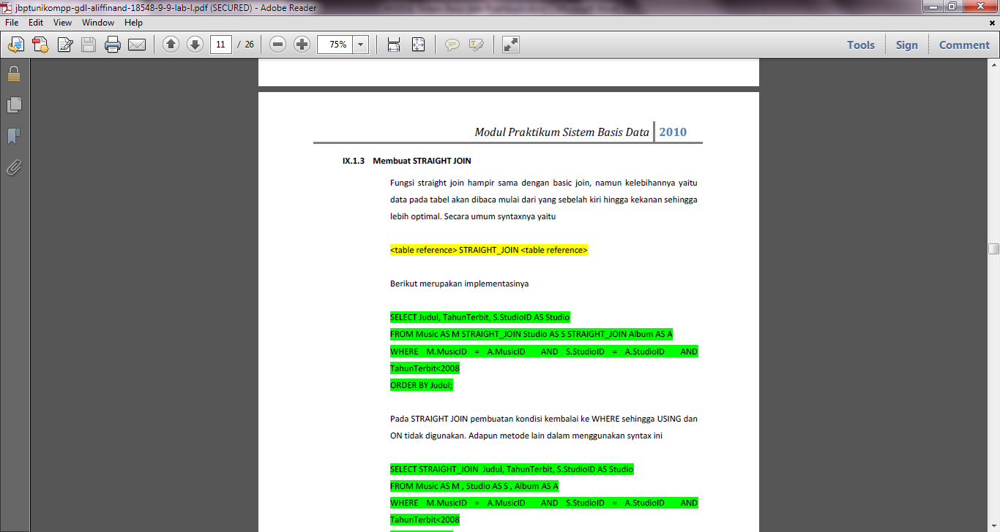 jbptunikompp-gdl-aliffinand-18548-9-9-lab-l.pdf (SECURED) - Adobe Reader
File Edit View Window Help
11 / 26 75% Tools Sign Comment
Modul Praktikum Sistem Basis Data 2010
IX.1.3 Membuat STRAIGHT JOIN
Fungsi straight join hampir sama dengan basic join, namun kelebihannya yaitu
data pada tabel akan dibaca mulai dari yang sebelah kiri hingga kekanan sehingga
lebih optimal. Secara umum syntaxnya yaitu
<table reference> STRAIGHT_JOIN <table reference>
Berikut merupakan implementasinya
SELECT Judul, TahunTerbit, S.StudioID AS Studio
FROM Music AS M STRAIGHT_JOIN Studio AS S STRAIGHT_JOIN Album AS A
WHERE M.MusicID = A.MusicID AND S.StudioID = A.StudioID AND
TahunTerbit<2008
ORDER BY Judul;
Pada STRAIGHT JOIN pembuatan kondisi kembalai ke WHERE sehingga USING dan
ON tidak digunakan. Adapun metode lain dalam menggunakan syntax ini
SELECT STRAIGHT_JOIN Judul, TahunTerbit, S.StudioID AS Studio
FROM Music AS M , Studio AS S , Album AS A
WHERE M.MusicID = A.MusicID AND S.StudioID = A.StudioID AND
TahunTerbit<2008